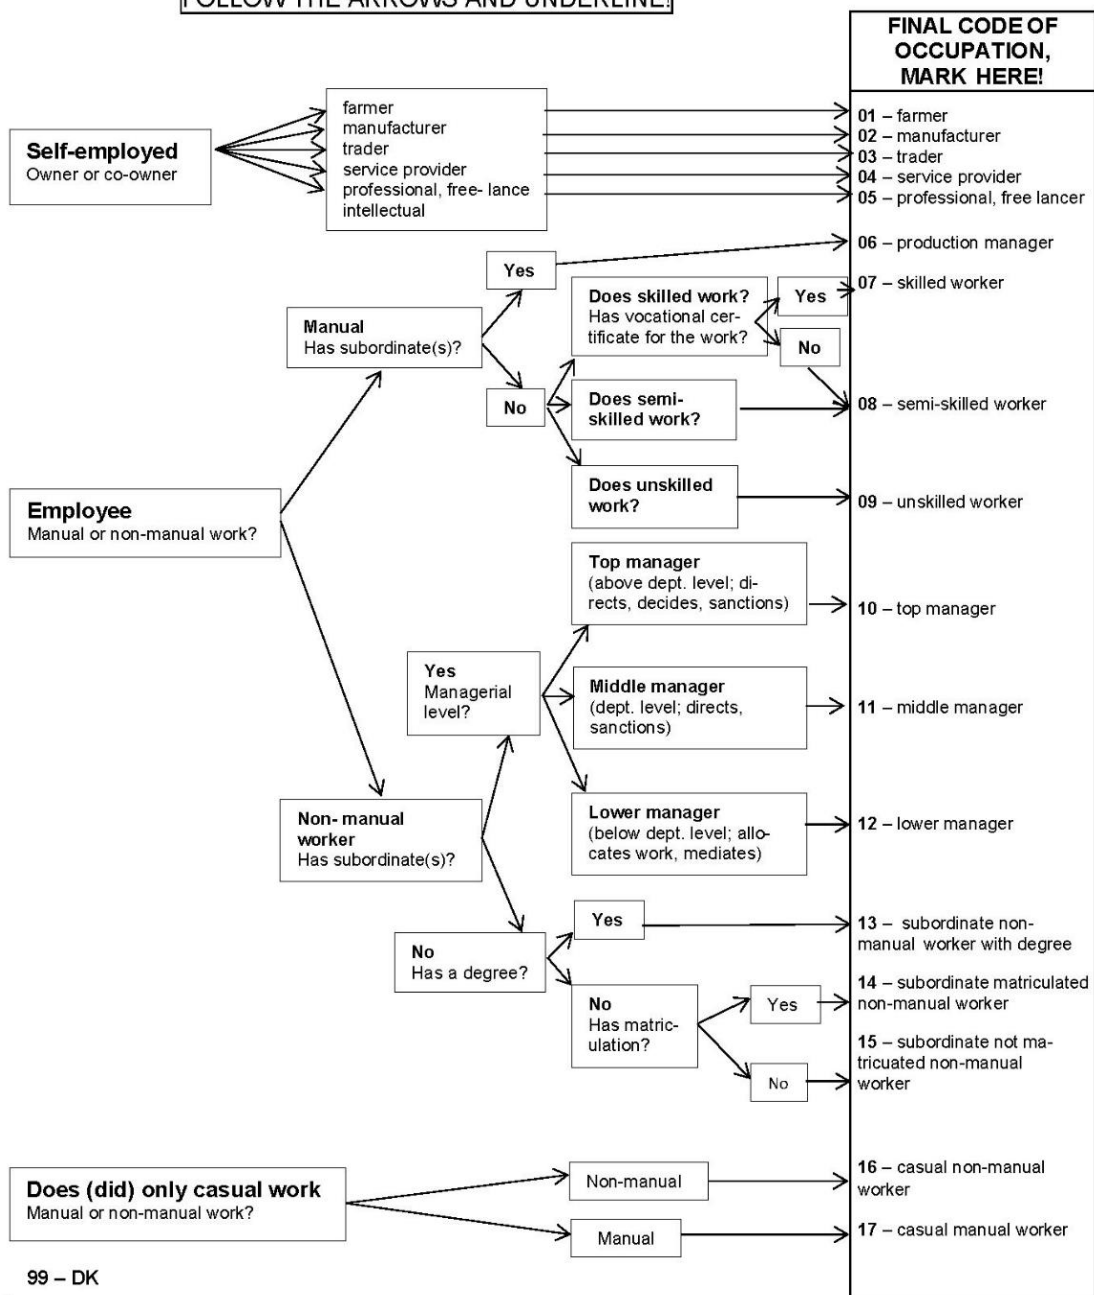 FOLLOW THE ARROWS AND UNDERLINE!
FINAL CODE OF
OCCUPATION,
MARK HERE!
Self-employed
Owner or co-owner
farmer
manufacturer
trader
service provider
professional, free- lance
intellectual
01 – farmer
02 – manufacturer
03 – trader
04 – service provider
05 – professional, free lancer
Employee
Manual or non-manual work?
Manual
Has subordinate(s)?
Yes
06 – production manager
No
Does skilled work?
Has vocational cer-
tificate for the work?
Yes
07 – skilled worker
No
Does semi-
skilled work?
08 – semi-skilled worker
Does unskilled
work?
09 – unskilled worker
Non- manual
worker
Has subordinate(s)?
Yes
Managerial
level?
Top manager
(above dept. level; di-
rects, decides, sanctions)
10 – top manager
Middle manager
(dept. level; directs,
sanctions)
11 – middle manager
Lower manager
(below dept. level; allo-
cates work, mediates)
12 – lower manager
No
Has a degree?
Yes
13 – subordinate non-
manual worker with degree
No
Has matric-
ulation?
Yes
14 – subordinate matriculated
non-manual worker
No
15 – subordinate not ma-
tricuated non-manual
worker
Does (did) only casual work
Manual or non-manual work?
Non-manual
16 – casual non-manual
worker
Manual
17 – casual manual worker
99 – DK